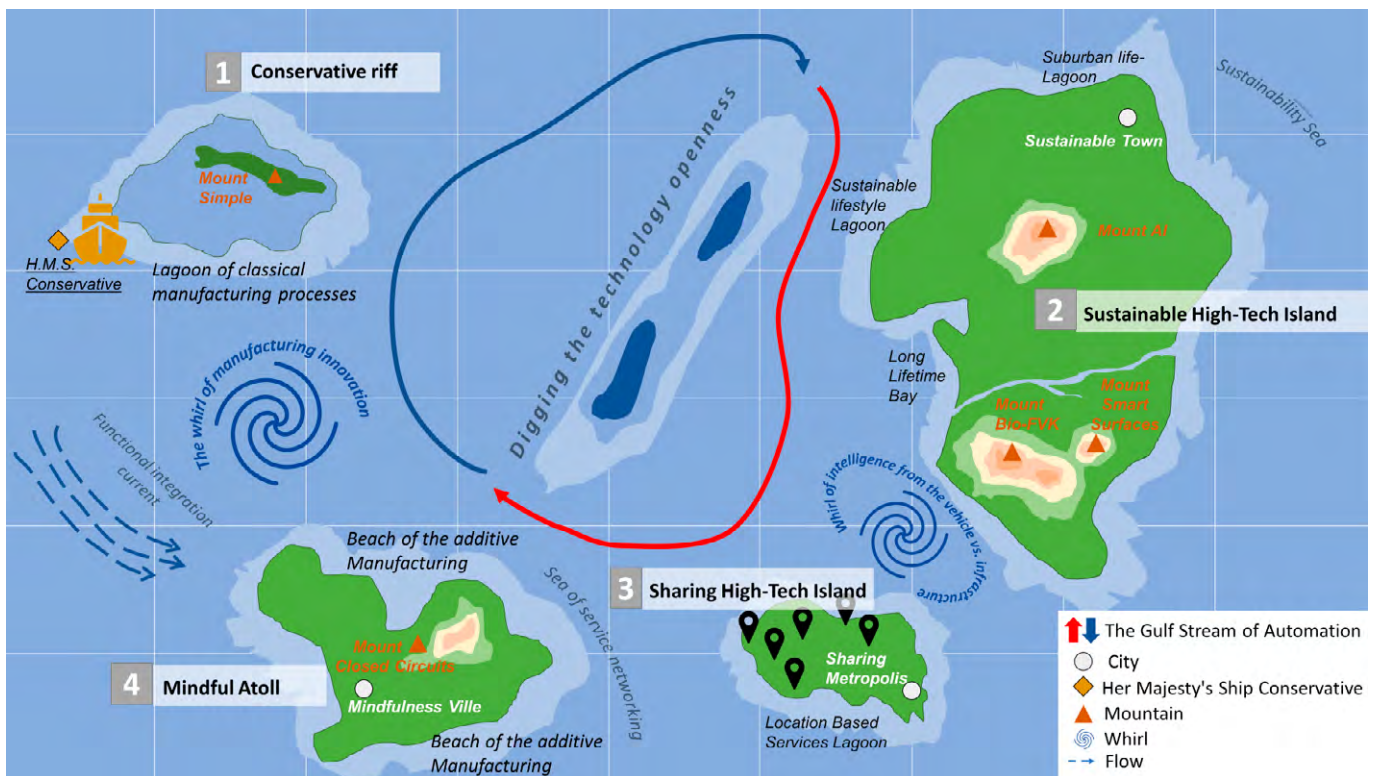 1 Conservative riff
Mount
Simple
H.M.S.
Conservative
Lagoon of classical
manufacturing processes
The whirl of manufacturing innovation
Functional integration
current
Digging the technology openness
Suburban life-
Lagoon
Sustainability Sea
Sustainable Town
Sustainable
lifestyle
Lagoon
Mount AI
2 Sustainable High-Tech Island
Long
Lifetime
Bay
Mount
Bio-FVK
Mount
Smart
Surfaces
Whirl of intelligence from the vehicle vs. infrastructure
Beach of the additive
Manufacturing
Sea of service networking
3 Sharing High-Tech Island
Sharing
Metropolis
Location Based
Services Lagoon
Mount
Closed Circuits
4 Mindful Atoll
Mindfulness Ville
Beach of the additive
Manufacturing
The Gulf Stream of Automation
City
Her Majesty's Ship Conservative
Mountain
Whirl
Flow